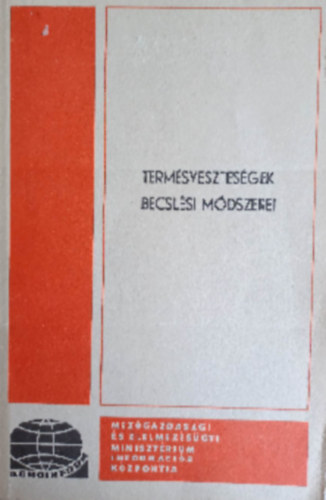 TERMÉSVESZTESÉGEK
BECSLÉSI MÓDSZEREI
MEZŐGAZDASÁGI
ÉS ÉLELMEZÉSÜGYI
MINISZTÉRIUM
INFORMÁCIÓS
KÖZPONTJA